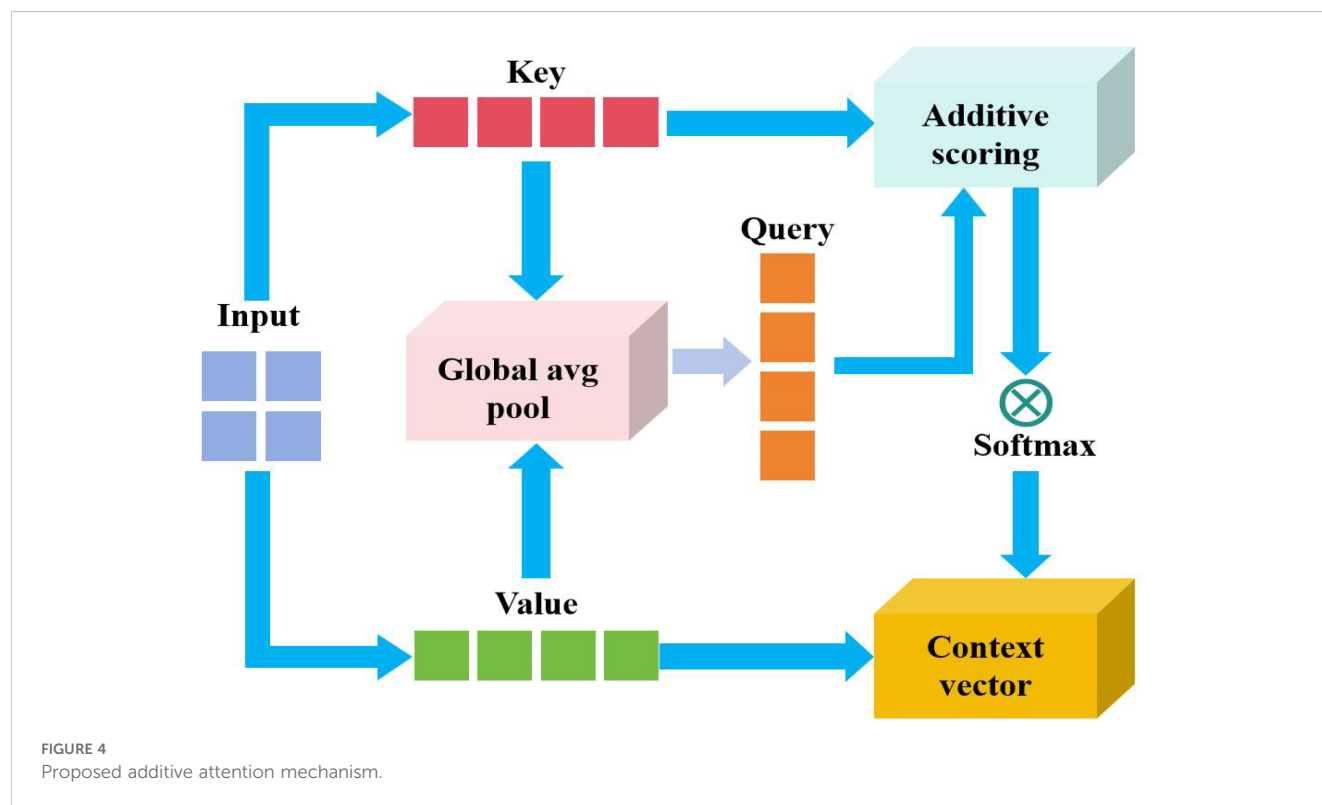 Key
Additive
scoring
Query
Input
Global avg
pool
Softmax
Value
Context
vector
FIGURE 4
Proposed additive attention mechanism.